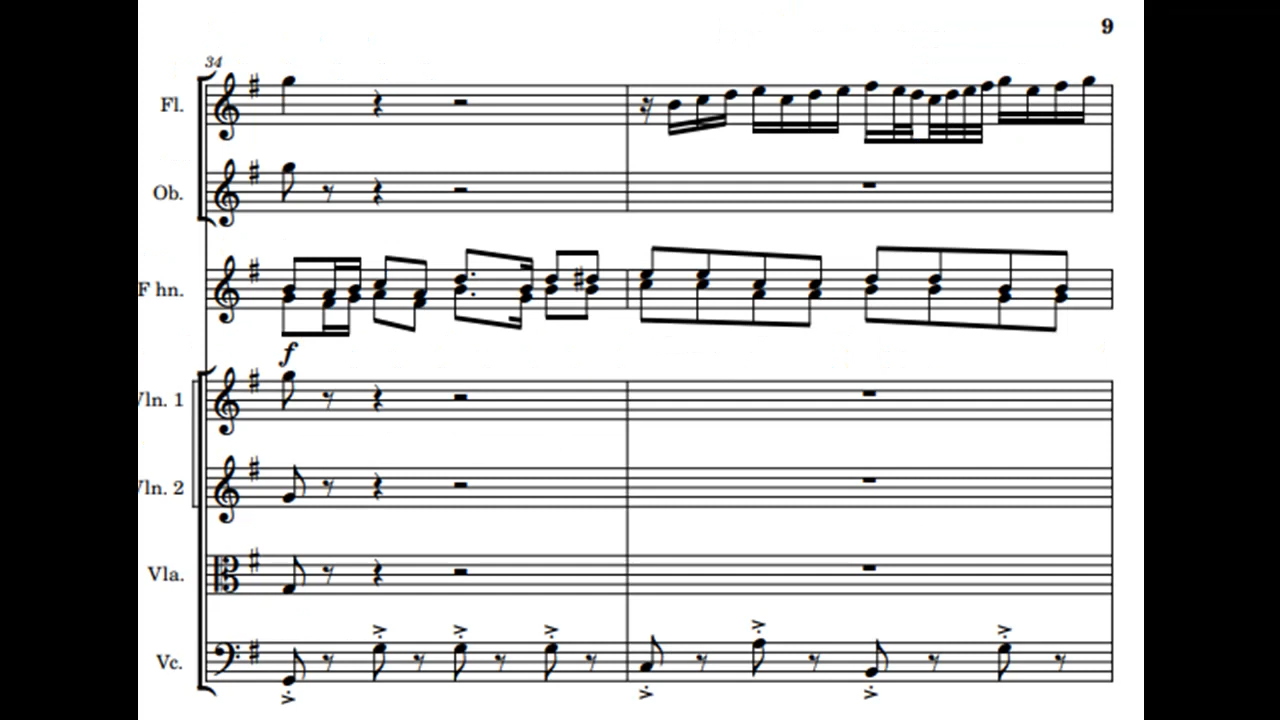 9
34
Fl.
Ob.
F hn.
f
Vln. 1
Vln. 2
Vla.
Vc.